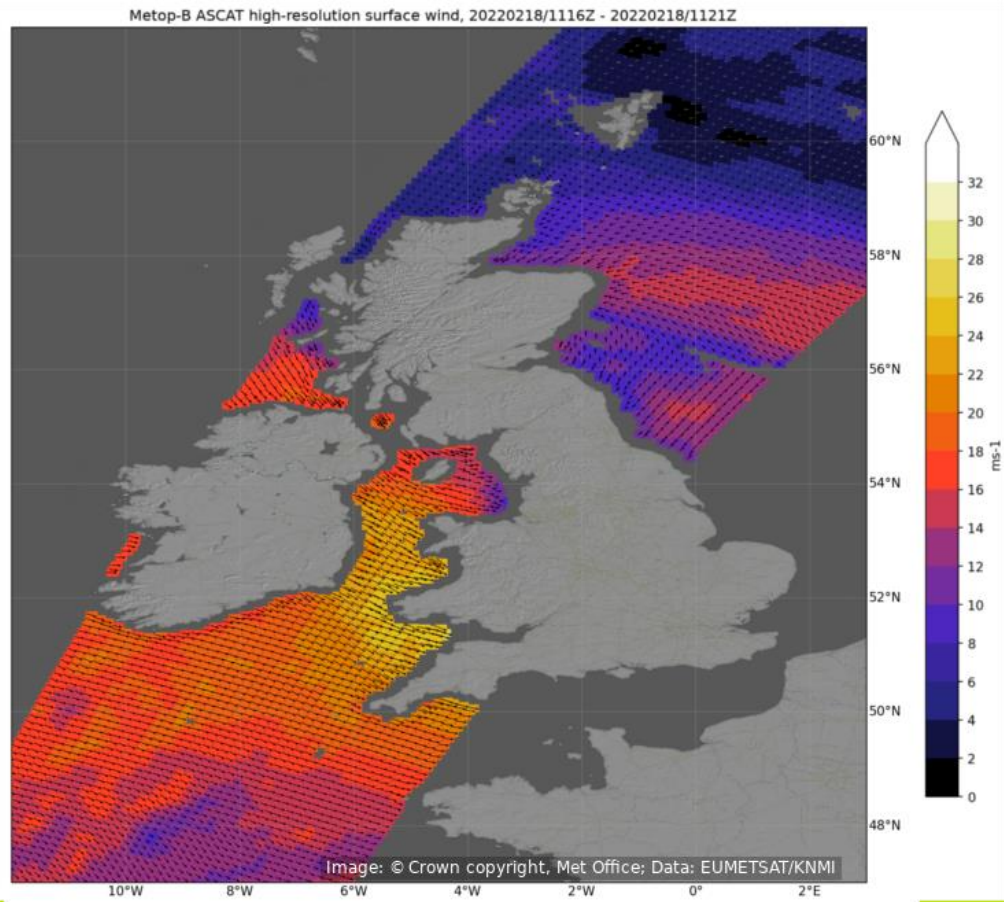 Metop-B ASCAT high-resolution surface wind, 20220218/1116Z - 20220218/1121Z
60°N
58°N
56°N
54°N
52°N
50°N
48°N
10°W
8°W
6°W
4°W
2°W
0°
2°E
32
30
28
26
24
22
20
18
16
14
12
10
8
6
4
2
0
ms-1
Image: © Crown copyright, Met Office; Data: EUMETSAT/KNMI